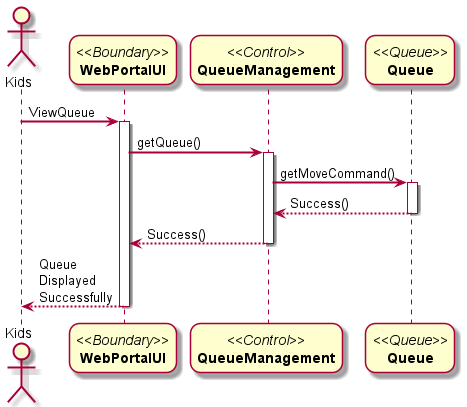 Kids
<<Boundary>>
WebPortalUI
<<Control>>
QueueManagement
<<Queue>>
Queue
ViewQueue
getQueue()
getMoveCommand()
Success()
Success()
Queue
Displayed
Successfully
Kids
<<Boundary>>
WebPortalUI
<<Control>>
QueueManagement
<<Queue>>
Queue